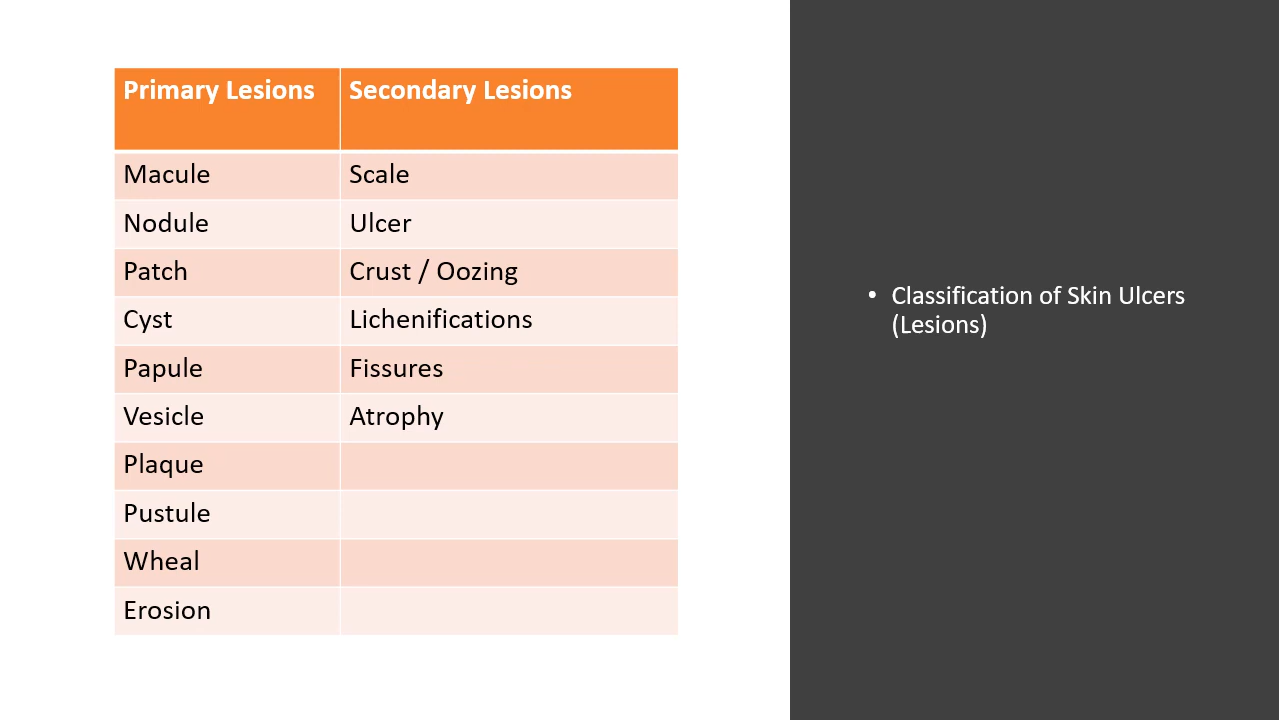 Primary Lesions Secondary Lesions
Macule Scale
Nodule Ulcer
Patch Crust / Oozing
Cyst Lichenifications
Papule Fissures
Vesicle Atrophy
Plaque
Pustule
Wheal
Erosion
• Classification of Skin Ulcers
(Lesions)